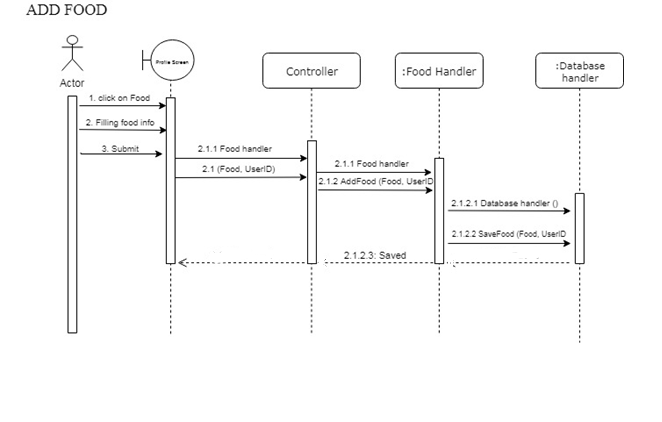 ADD FOOD
Actor
Profile Screen
Controller
:Food Handler
:Database
handler
1. click on Food
2. Filling food info
3. Submit
2.1.1 Food handler
2.1 (Food, UserID)
2.1.1 Food handler
2.1.2 AddFood (Food, UserID
2.1.2.1 Database handler ()
2.1.2.2 SaveFood (Food, UserID
2.1.2.3: Saved